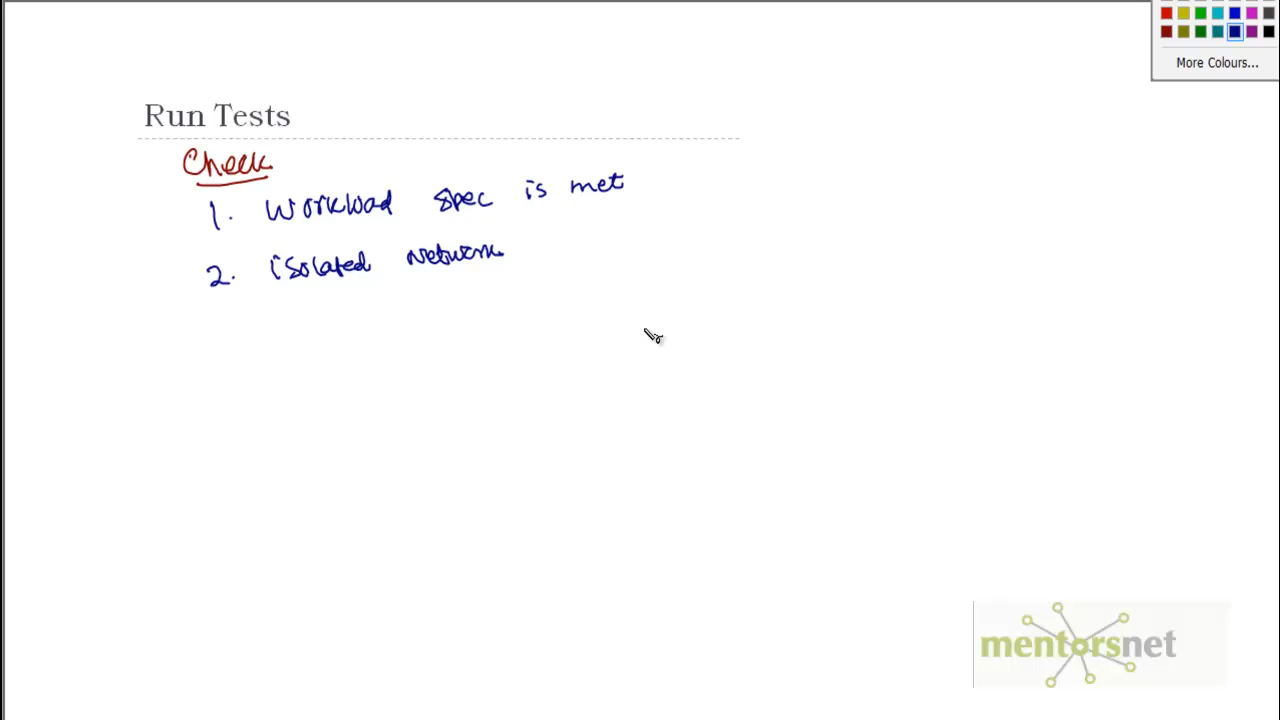 More Colours...
Run Tests
Check
1. Workload spec is met
2. isolated Network
mentorsnet